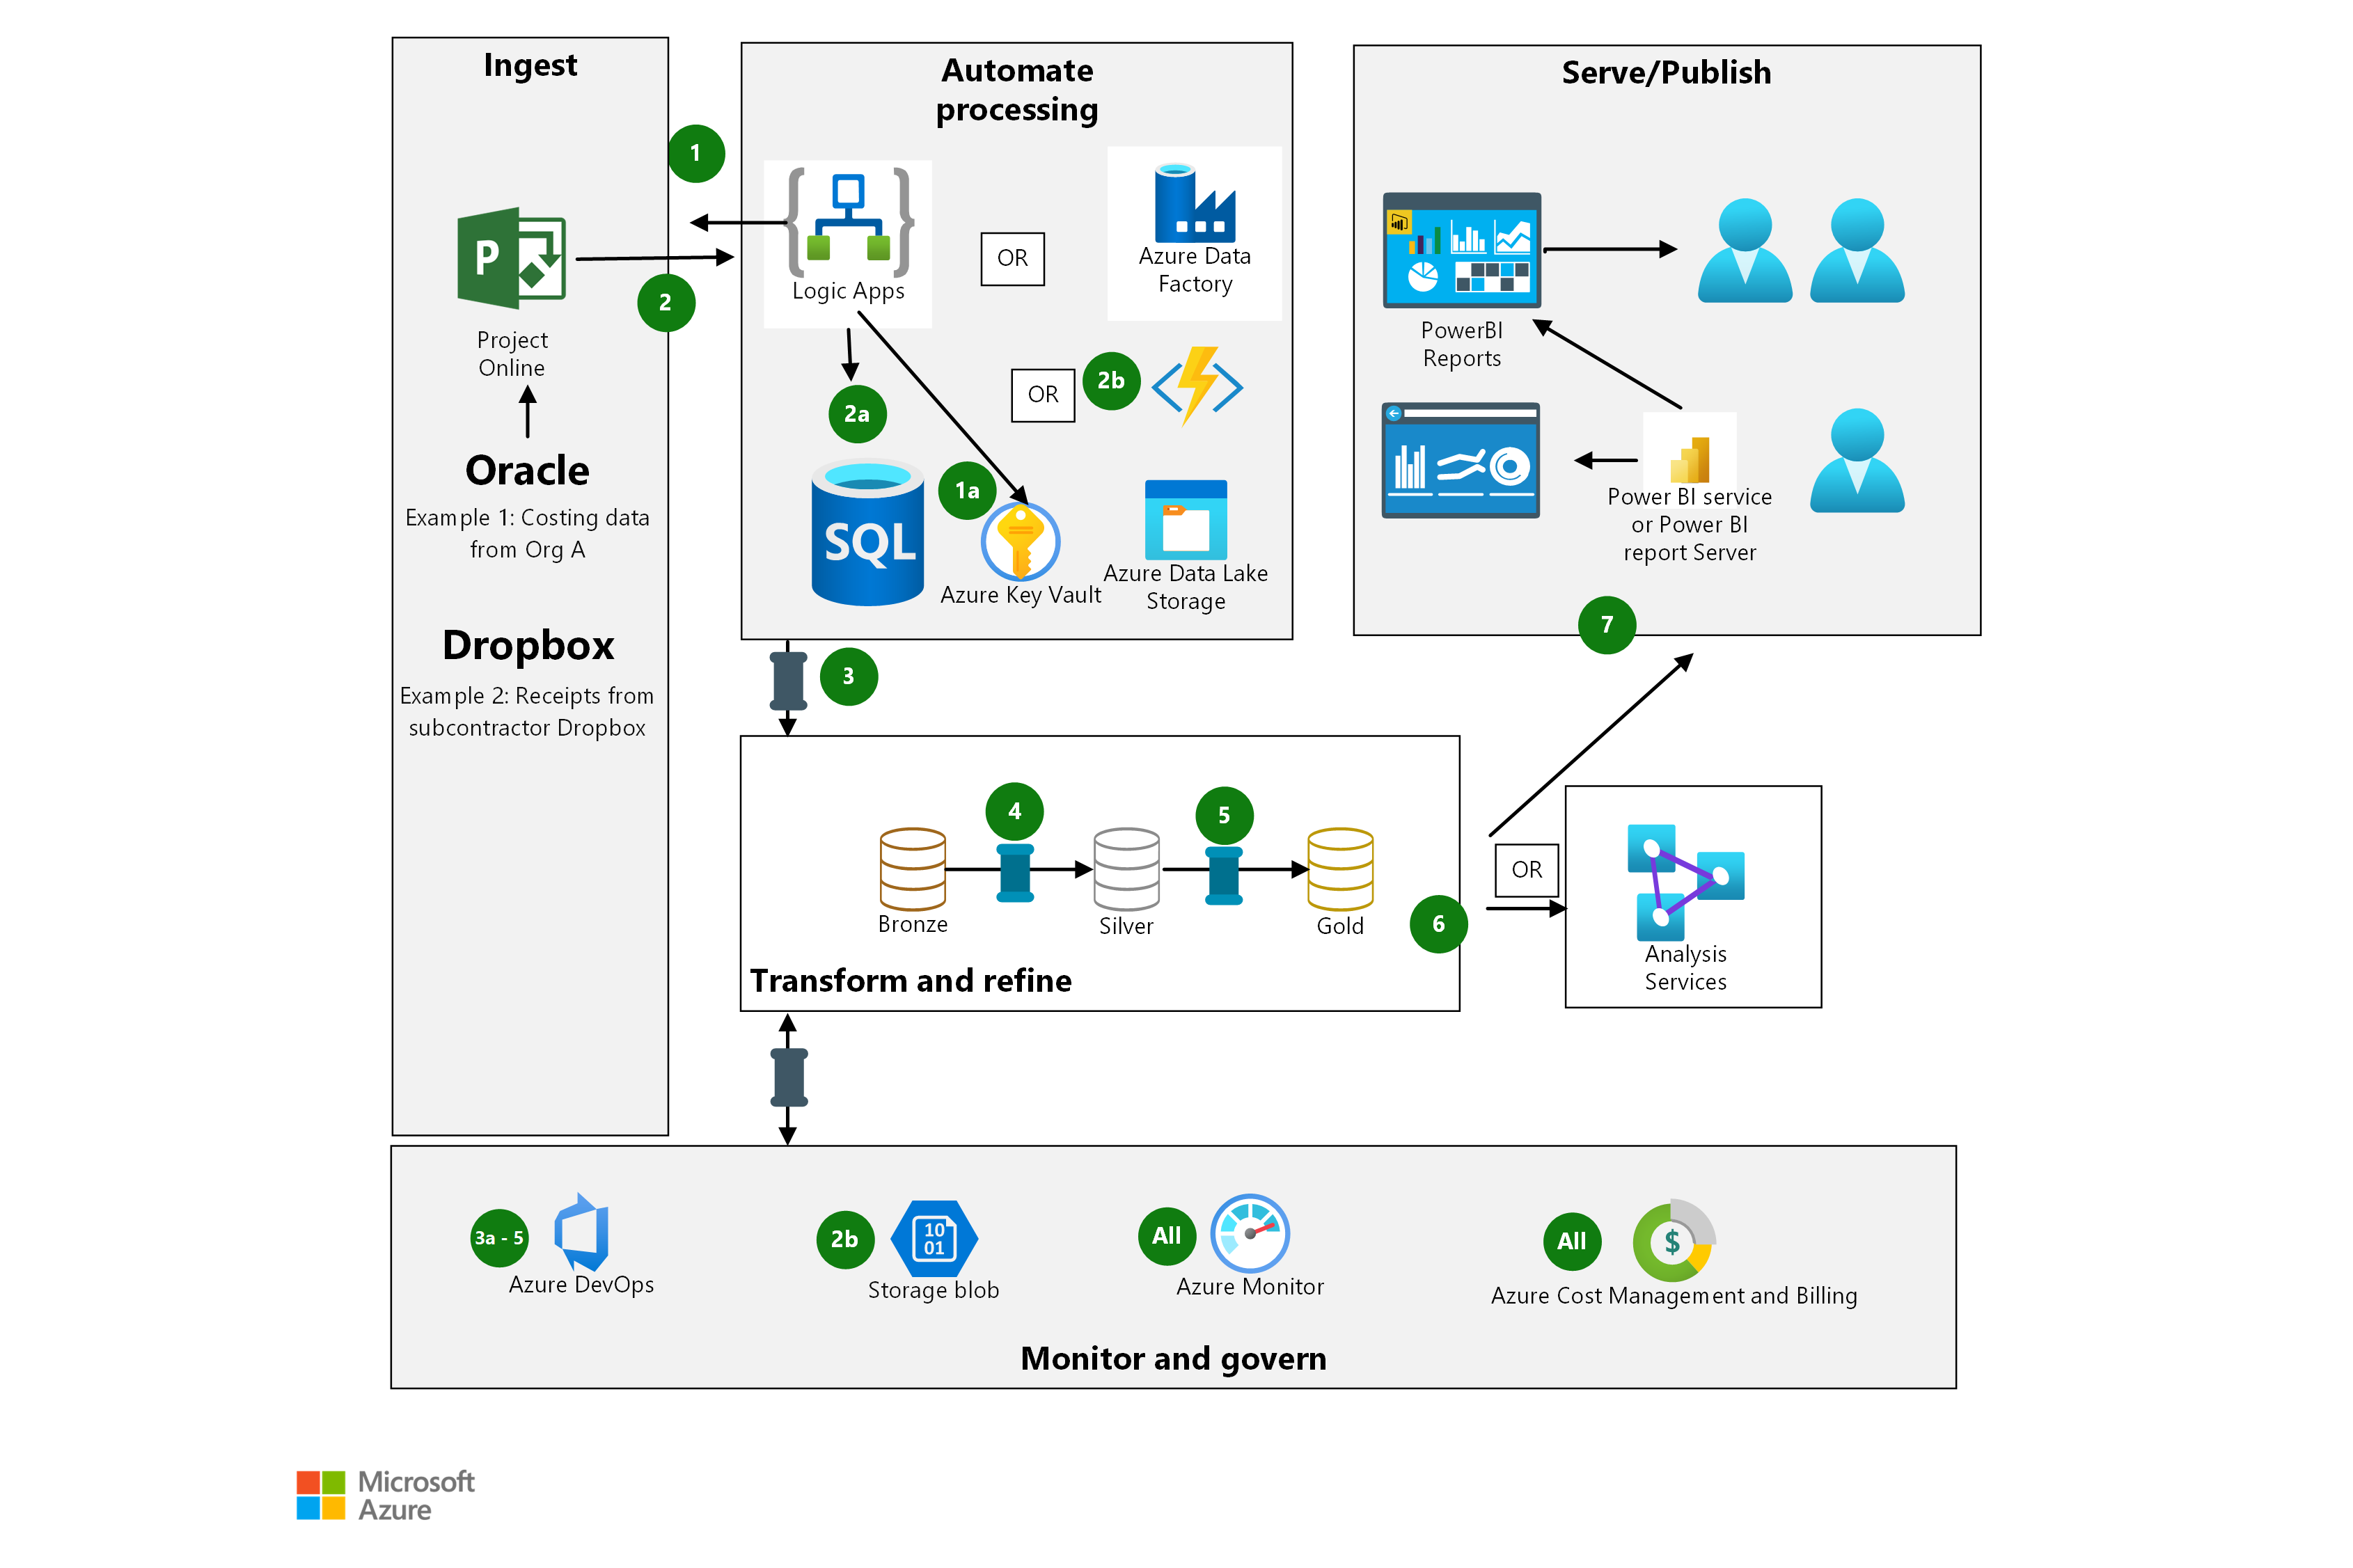 Ingest
1
2
P
Project
Online
Oracle
Example 1: Costing data
from Org A
Dropbox
Example 2: Receipts from
subcontractor Dropbox
Automate
processing
Logic Apps
OR
Azure Data
Factory
OR
2b
2a
1a
SQL
Azure Key Vault
Azure Data Lake
Storage
Serve/Publish
PowerBI
Reports
Power BI service
or Power BI
report Server
7
3
4
5
Bronze
Silver
Gold
6
Transform and refine
OR
Analysis
Services
3a - 5
Azure DevOps
2b
10
01
Storage blob
All
Azure Monitor
All
$
Azure Cost Management and Billing
Monitor and govern
Microsoft
Azure